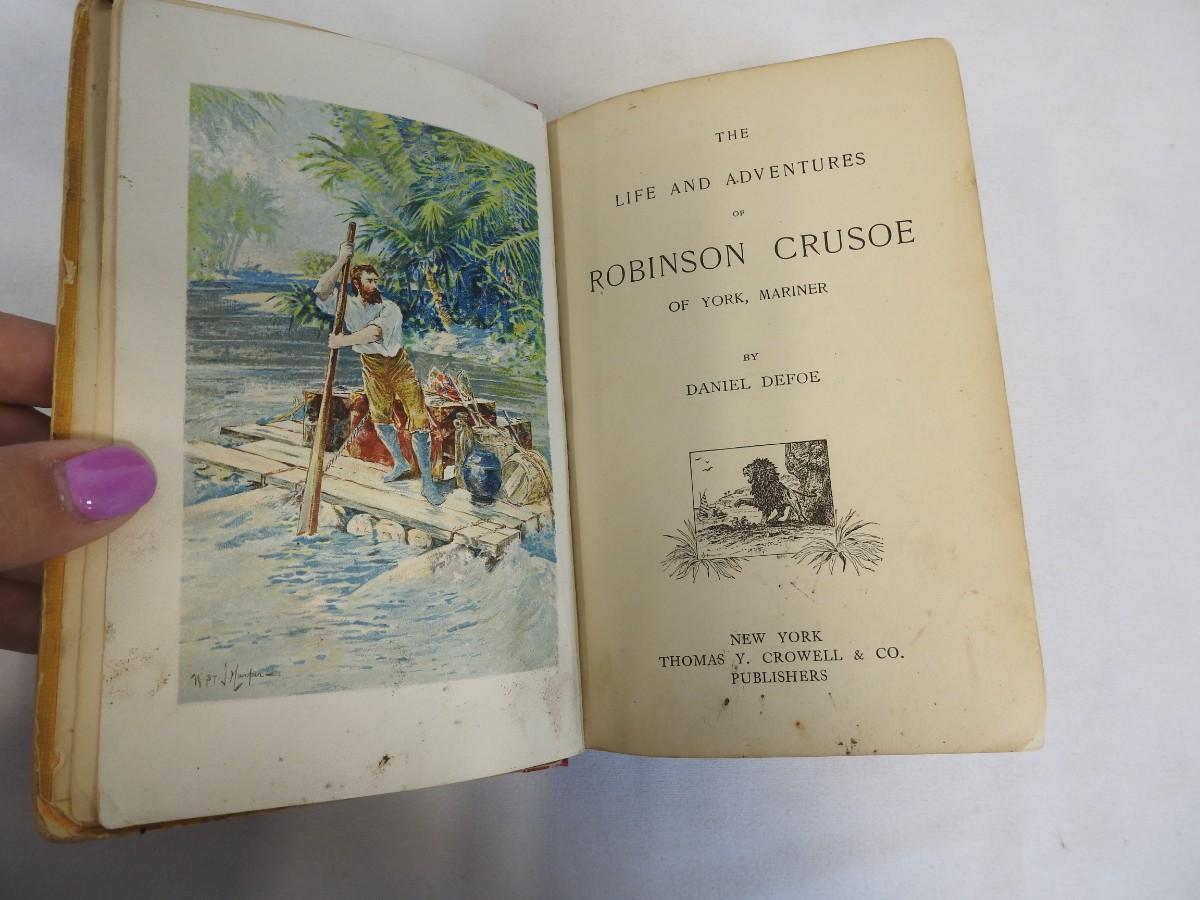 THE
LIFE AND ADVENTURES
OF
ROBINSON CRUSOE
OF YORK, MARINER
BY
DANIEL DEFOE
NEW YORK
THOMAS Y. CROWELL & CO.
PUBLISHERS